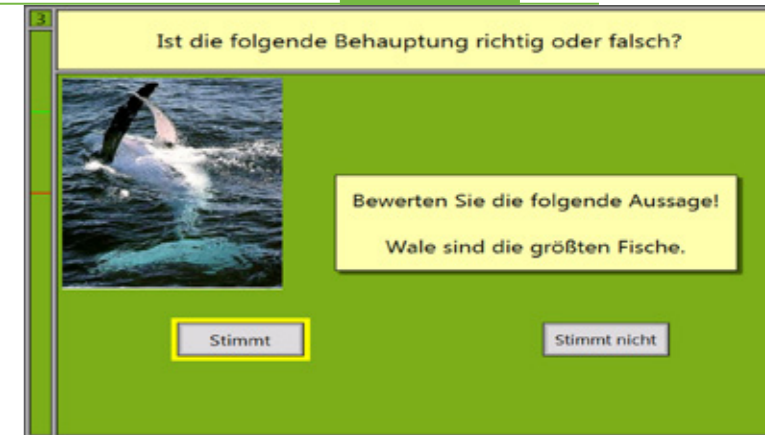 3
Ist die folgende Behauptung richtig oder falsch?
Bewerten Sie die folgende Aussage!
Wale sind die größten Fische.
Stimmt
Stimmt nicht